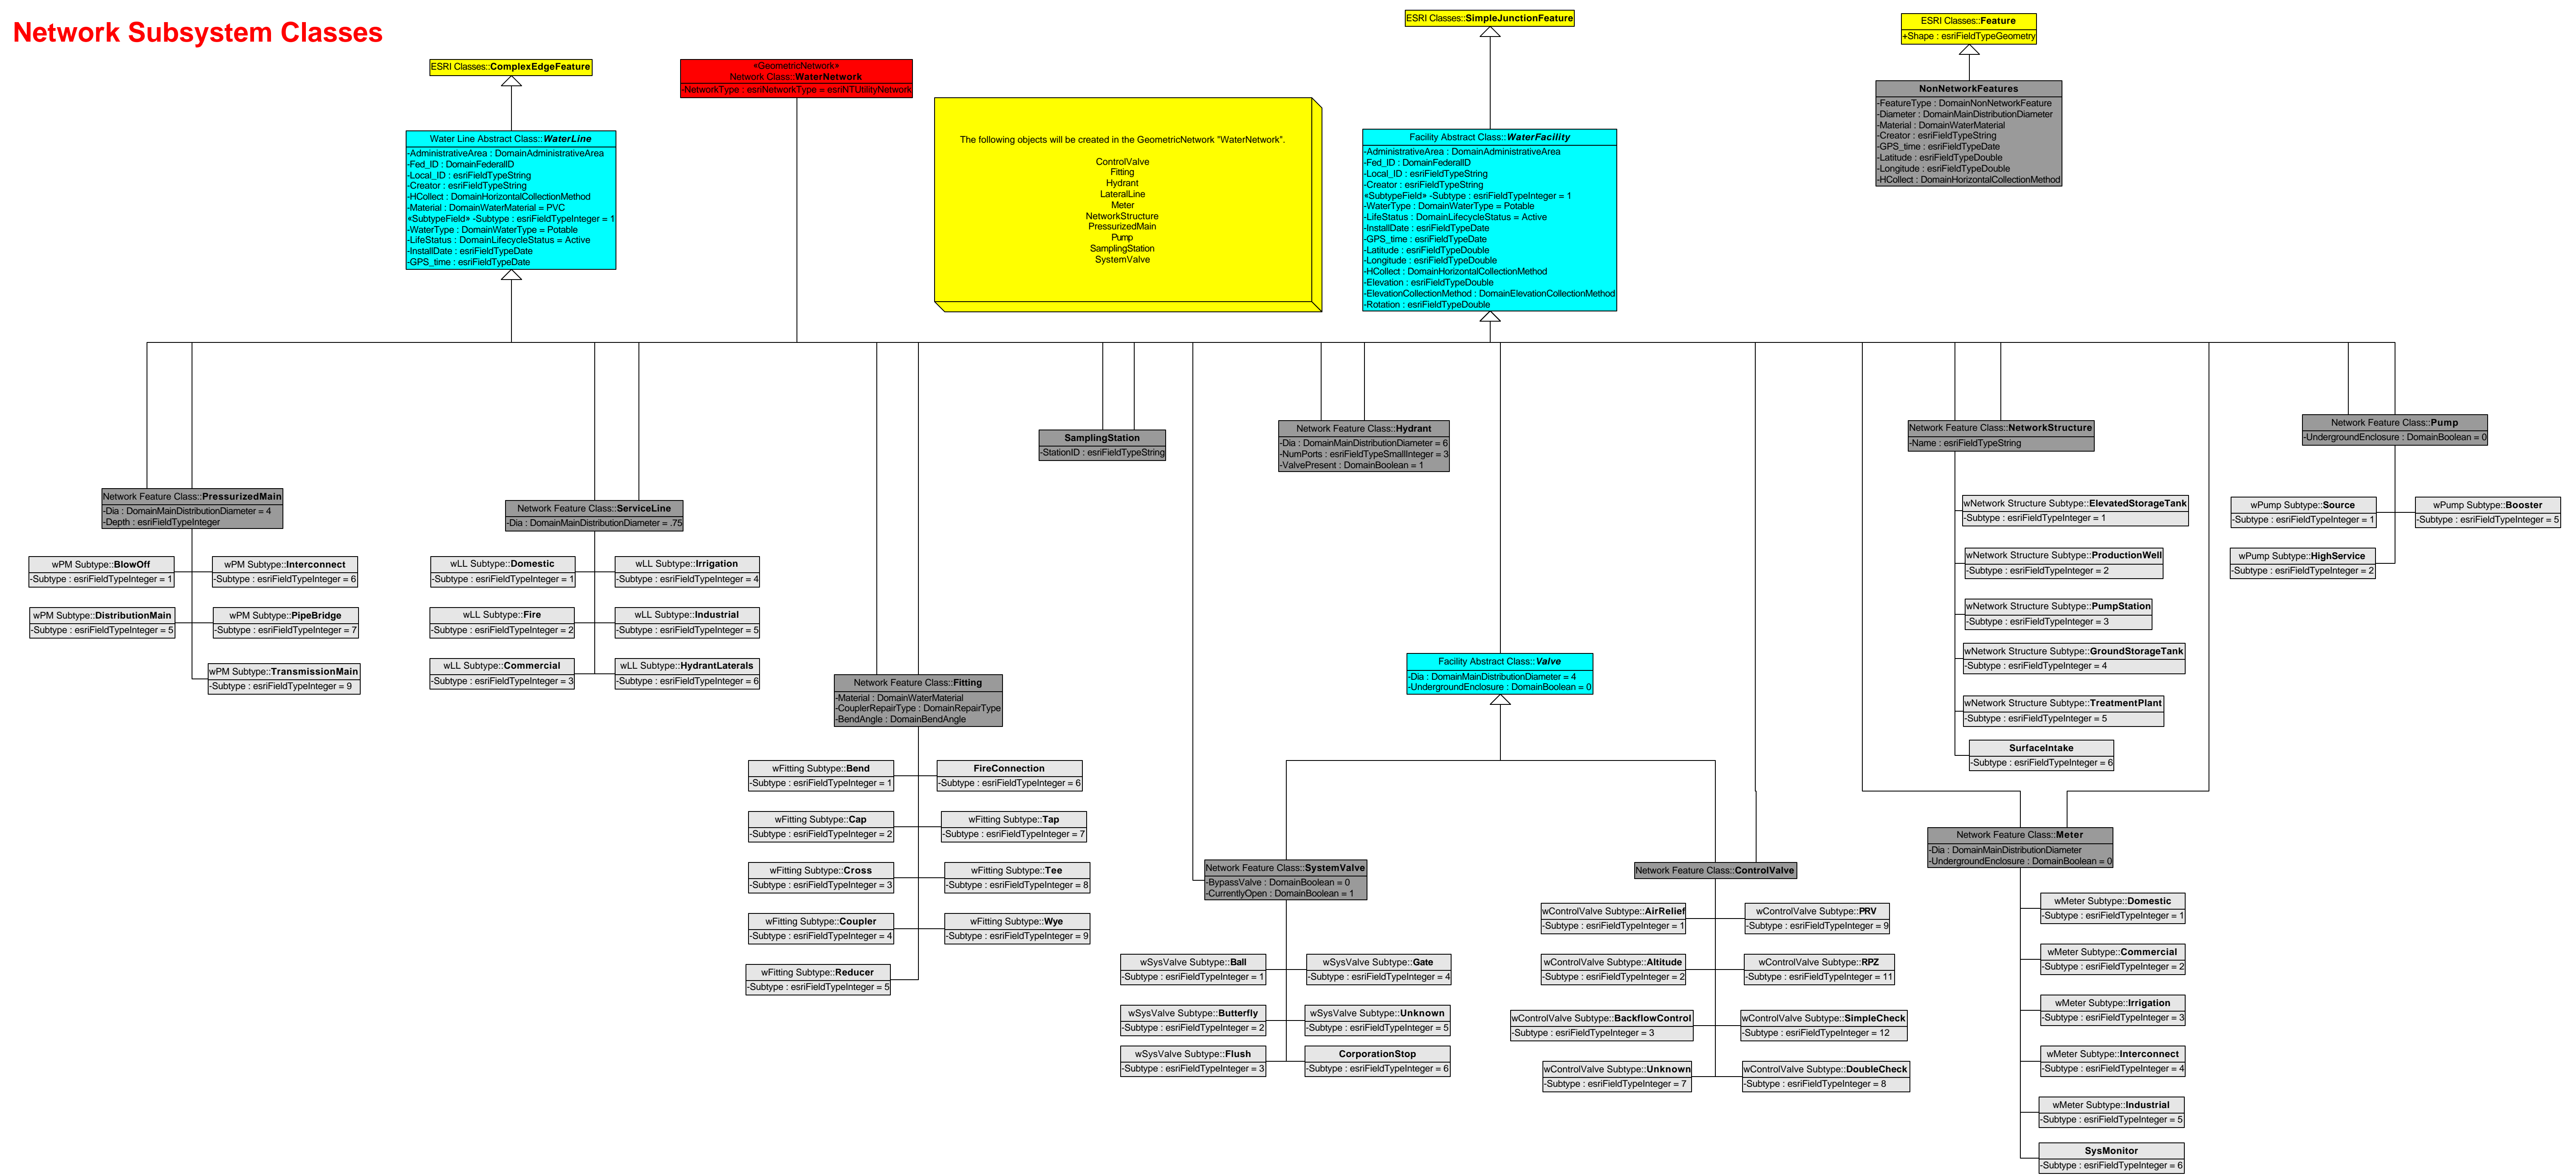 Network Subsystem Classes
ESRI Classes::ComplexEdgeFeature
«GeometricNetwork»
Network Class::WaterNetwork
-NetworkType : esriNetworkType = esriNTUtilityNetwork
ESRI Classes::SimpleJunctionFeature
ESRI Classes::Feature
+Shape : esriFieldTypeGeometry
Water Line Abstract Class::WaterLine
-AdministrativeArea : DomainAdministrativeArea
-Fed_ID : DomainFederalID
-Local_ID : esriFieldTypeString
-Creator : esriFieldTypeString
-HCollect : DomainHorizontalCollectionMethod
-Material : DomainWaterMaterial = PVC
«SubtypeField» -Subtype : esriFieldTypeInteger = 1
-WaterType : DomainWaterType = Potable
-LifeStatus : DomainLifecycleStatus = Active
-InstallDate : esriFieldTypeDate
-GPS_time : esriFieldTypeDate
The following objects will be created in the GeometricNetwork "WaterNetwork".
ControlValve
Fitting
Hydrant
LateralLine
Meter
NetworkStructure
PressurizedMain
Pump
SamplingStation
SystemValve
Facility Abstract Class::WaterFacility
-AdministrativeArea : DomainAdministrativeArea
-Fed_ID : DomainFederalID
-Local_ID : esriFieldTypeString
-Creator : esriFieldTypeString
«SubtypeField» -Subtype : esriFieldTypeInteger = 1
-WaterType : DomainWaterType = Potable
-LifeStatus : DomainLifecycleStatus = Active
-InstallDate : esriFieldTypeDate
-GPS_time : esriFieldTypeDate
-Latitude : esriFieldTypeDouble
-Longitude : esriFieldTypeDouble
-HCollect : DomainHorizontalCollectionMethod
-Elevation : esriFieldTypeDouble
-ElevationCollectionMethod : DomainElevationCollectionMethod
-Rotation : esriFieldTypeDouble
NonNetworkFeatures
-FeatureType : DomainNonNetworkFeature
-Diameter : DomainMainDistributionDiameter
-Material : DomainWaterMaterial
-Creator : esriFieldTypeString
-GPS_time : esriFieldTypeDate
-Latitude : esriFieldTypeDouble
-Longitude : esriFieldTypeDouble
-HCollect : DomainHorizontalCollectionMethod
Network Feature Class::PressurizedMain
-Dia : DomainMainDistributionDiameter = 4
-Depth : esriFieldTypeInteger
wPM Subtype::BlowOff
-Subtype : esriFieldTypeInteger = 1
wPM Subtype::Interconnect
-Subtype : esriFieldTypeInteger = 6
wPM Subtype::DistributionMain
-Subtype : esriFieldTypeInteger = 5
wPM Subtype::PipeBridge
-Subtype : esriFieldTypeInteger = 7
wPM Subtype::TransmissionMain
-Subtype : esriFieldTypeInteger = 9
Network Feature Class::ServiceLine
-Dia : DomainMainDistributionDiameter = .75
wLL Subtype::Domestic
-Subtype : esriFieldTypeInteger = 1
wLL Subtype::Irrigation
-Subtype : esriFieldTypeInteger = 4
wLL Subtype::Fire
-Subtype : esriFieldTypeInteger = 2
wLL Subtype::Industrial
-Subtype : esriFieldTypeInteger = 5
wLL Subtype::Commercial
-Subtype : esriFieldTypeInteger = 3
wLL Subtype::HydrantLaterals
-Subtype : esriFieldTypeInteger = 6
Network Feature Class::Fitting
-Material : DomainWaterMaterial
-CouplerRepairType : DomainRepairType
-BendAngle : DomainBendAngle
wFitting Subtype::Bend
-Subtype : esriFieldTypeInteger = 1
FireConnection
-Subtype : esriFieldTypeInteger = 6
wFitting Subtype::Cap
-Subtype : esriFieldTypeInteger = 2
wFitting Subtype::Tap
-Subtype : esriFieldTypeInteger = 7
wFitting Subtype::Cross
-Subtype : esriFieldTypeInteger = 3
wFitting Subtype::Tee
-Subtype : esriFieldTypeInteger = 8
wFitting Subtype::Coupler
-Subtype : esriFieldTypeInteger = 4
wFitting Subtype::Wye
-Subtype : esriFieldTypeInteger = 9
wFitting Subtype::Reducer
-Subtype : esriFieldTypeInteger = 5
SamplingStation
-StationID : esriFieldTypeString
Network Feature Class::Hydrant
-Dia : DomainMainDistributionDiameter = 6
-NumPorts : esriFieldTypeSmallInteger = 3
-ValvePresent : DomainBoolean = 1
Facility Abstract Class::Valve
-Dia : DomainMainDistributionDiameter = 4
-UndergroundEnclosure : DomainBoolean = 0
Network Feature Class::SystemValve
-BypassValve : DomainBoolean = 0
-CurrentlyOpen : DomainBoolean = 1
wSysValve Subtype::Ball
-Subtype : esriFieldTypeInteger = 1
wSysValve Subtype::Gate
-Subtype : esriFieldTypeInteger = 4
wSysValve Subtype::Butterfly
-Subtype : esriFieldTypeInteger = 2
wSysValve Subtype::Unknown
-Subtype : esriFieldTypeInteger = 5
wSysValve Subtype::Flush
-Subtype : esriFieldTypeInteger = 3
CorporationStop
-Subtype : esriFieldTypeInteger = 6
Network Feature Class::ControlValve
wControlValve Subtype::AirRelief
-Subtype : esriFieldTypeInteger = 1
wControlValve Subtype::PRV
-Subtype : esriFieldTypeInteger = 9
wControlValve Subtype::Altitude
-Subtype : esriFieldTypeInteger = 2
wControlValve Subtype::RPZ
-Subtype : esriFieldTypeInteger = 11
wControlValve Subtype::BackflowControl
-Subtype : esriFieldTypeInteger = 3
wControlValve Subtype::SimpleCheck
-Subtype : esriFieldTypeInteger = 12
wControlValve Subtype::Unknown
-Subtype : esriFieldTypeInteger = 7
wControlValve Subtype::DoubleCheck
-Subtype : esriFieldTypeInteger = 8
Network Feature Class::NetworkStructure
-Name : esriFieldTypeString
wNetwork Structure Subtype::ElevatedStorageTank
-Subtype : esriFieldTypeInteger = 1
wNetwork Structure Subtype::ProductionWell
-Subtype : esriFieldTypeInteger = 2
wNetwork Structure Subtype::PumpStation
-Subtype : esriFieldTypeInteger = 3
wNetwork Structure Subtype::GroundStorageTank
-Subtype : esriFieldTypeInteger = 4
wNetwork Structure Subtype::TreatmentPlant
-Subtype : esriFieldTypeInteger = 5
SurfaceIntake
-Subtype : esriFieldTypeInteger = 6
Network Feature Class::Pump
-UndergroundEnclosure : DomainBoolean = 0
wPump Subtype::Source
-Subtype : esriFieldTypeInteger = 1
wPump Subtype::Booster
-Subtype : esriFieldTypeInteger = 5
wPump Subtype::HighService
-Subtype : esriFieldTypeInteger = 2
Network Feature Class::Meter
-Dia : DomainMainDistributionDiameter
-UndergroundEnclosure : DomainBoolean = 0
wMeter Subtype::Domestic
-Subtype : esriFieldTypeInteger = 1
wMeter Subtype::Commercial
-Subtype : esriFieldTypeInteger = 2
wMeter Subtype::Irrigation
-Subtype : esriFieldTypeInteger = 3
wMeter Subtype::Interconnect
-Subtype : esriFieldTypeInteger = 4
wMeter Subtype::Industrial
-Subtype : esriFieldTypeInteger = 5
SysMonitor
-Subtype : esriFieldTypeInteger = 6